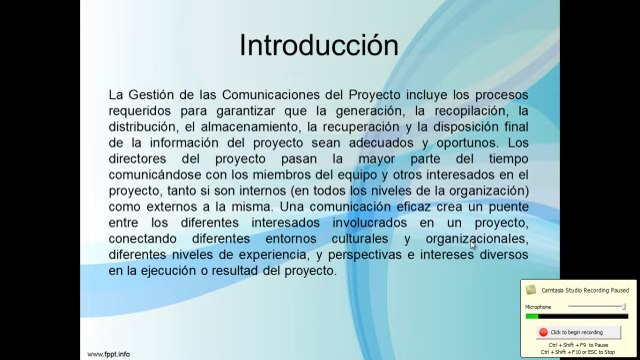 Introducción
La Gestión de las Comunicaciones del Proyecto incluye los procesos
requeridos para garantizar que la generación, la recopilación, la
distribución, el almacenamiento, la recuperación y la disposición final
de la información del proyecto sean adecuados y oportunos. Los
directores del proyecto pasan la mayor parte del tiempo
comunicándose con los miembros del equipo y otros interesados en el
proyecto, tanto si son internos (en todos los niveles de la organización)
como externos a la misma. Una comunicación eficaz crea un puente
entre los diferentes interesados involucrados en un proyecto,
conectando diferentes entornos culturales y organizacionales,
diferentes niveles de experiencia, y perspectivas e intereses diversos
en la ejecución o resultado del proyecto.
Camtasia Studio Recording Paused
Microphone
Click to begin recording
Ctrl + Shift + F9 to Pause
Ctrl + Shift + F10 or ESC to Stop
www.fppt.info